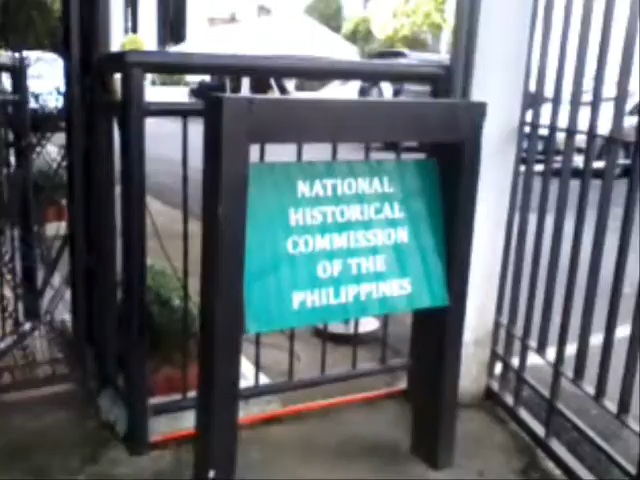 NATIONAL
HISTORICAL
COMMISSION
OF THE
PHILIPPINES